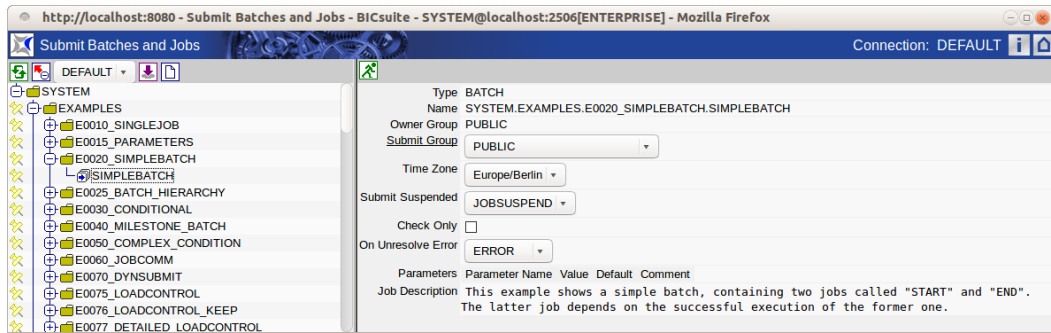 http://localhost:8080 - Submit Batches and Jobs - BICsuite - SYSTEM@localhost:2506[ENTERPRISE] - Mozilla Firefox
Submit Batches and Jobs
Connection: DEFAULT
DEFAULT
SYSTEM
EXAMPLES
E0010_SINGLEJOB
E0015_PARAMETERS
E0020_SIMPLEBATCH
SIMPLEBATCH
E0025_BATCH_HIERARCHY
E0030_CONDITIONAL
E0040_MILESTONE_BATCH
E0050_COMPLEX_CONDITION
E0060_JOBCOMM
E0070_DYNSUBMIT
E0075_LOADCONTROL
E0076_LOADCONTROL_KEEP
E0077_DETAILED_LOADCONTROL
Type BATCH
Name SYSTEM.EXAMPLES.E0020_SIMPLEBATCH.SIMPLEBATCH
Owner Group PUBLIC
Submit Group PUBLIC
Time Zone Europe/Berlin
Submit Suspended JOBSUSPEND
Check Only
On Unresolve Error ERROR
Parameters Parameter Name Value Default Comment
Job Description This example shows a simple batch, containing two jobs called "START" and "END".
The latter job depends on the successful execution of the former one.